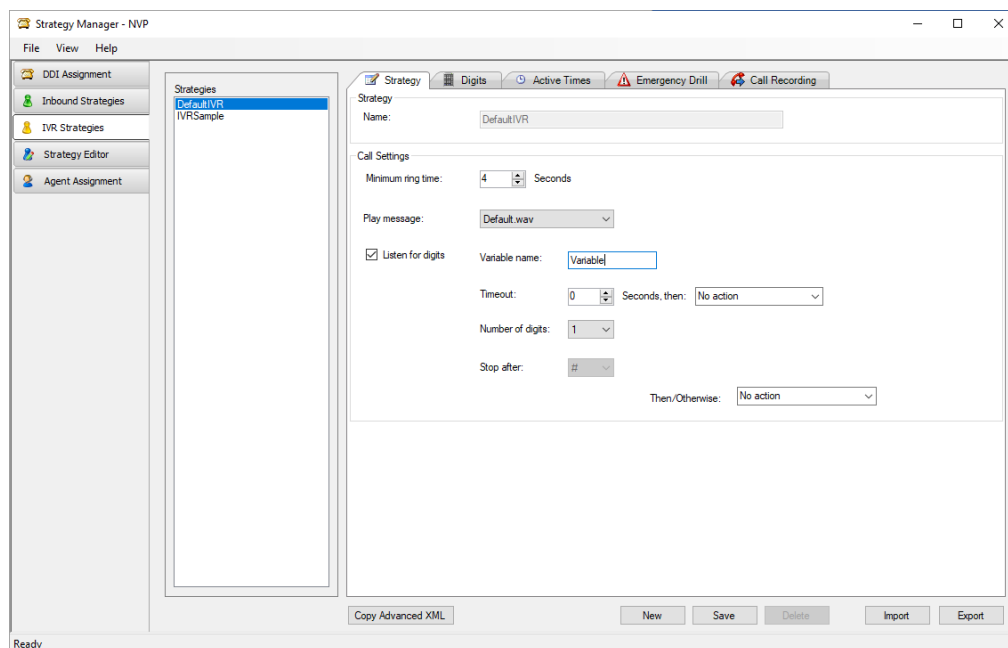 Strategy Manager - NVP
File View Help
DDI Assignment
Inbound Strategies
IVR Strategies
Strategy Editor
Agent Assignment
Strategies
DefaultIVR
IVRSample
Strategy Digits Active Times Emergency Drill Call Recording
Strategy
Name: DefaultIVR
Call Settings
Minimum ring time: 4 Seconds
Play message: Default.wav
Listen for digits Variable name: Variable
Timeout: 0 Seconds, then: No action
Number of digits: 1
Stop after: #
Then/Otherwise: No action
Copy Advanced XML New Save Delete Import Export
Ready